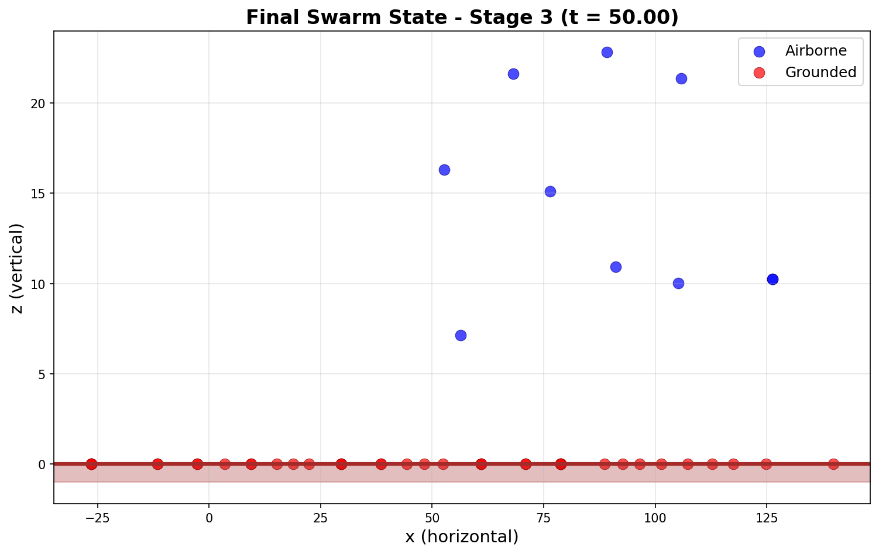 Final Swarm State - Stage 3 (t = 50.00)
Airborne
Grounded
20
15
10
5
0
z (vertical)
−25 0 25 50 75 100 125
x (horizontal)